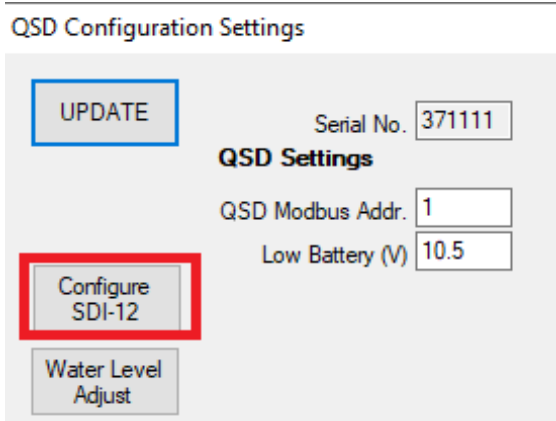 QSD Configuration Settings
UPDATE
Serial No. 371111
QSD Settings
QSD Modbus Addr. 1
Low Battery (V) 10.5
Configure
SDI-12
Water Level
Adjust